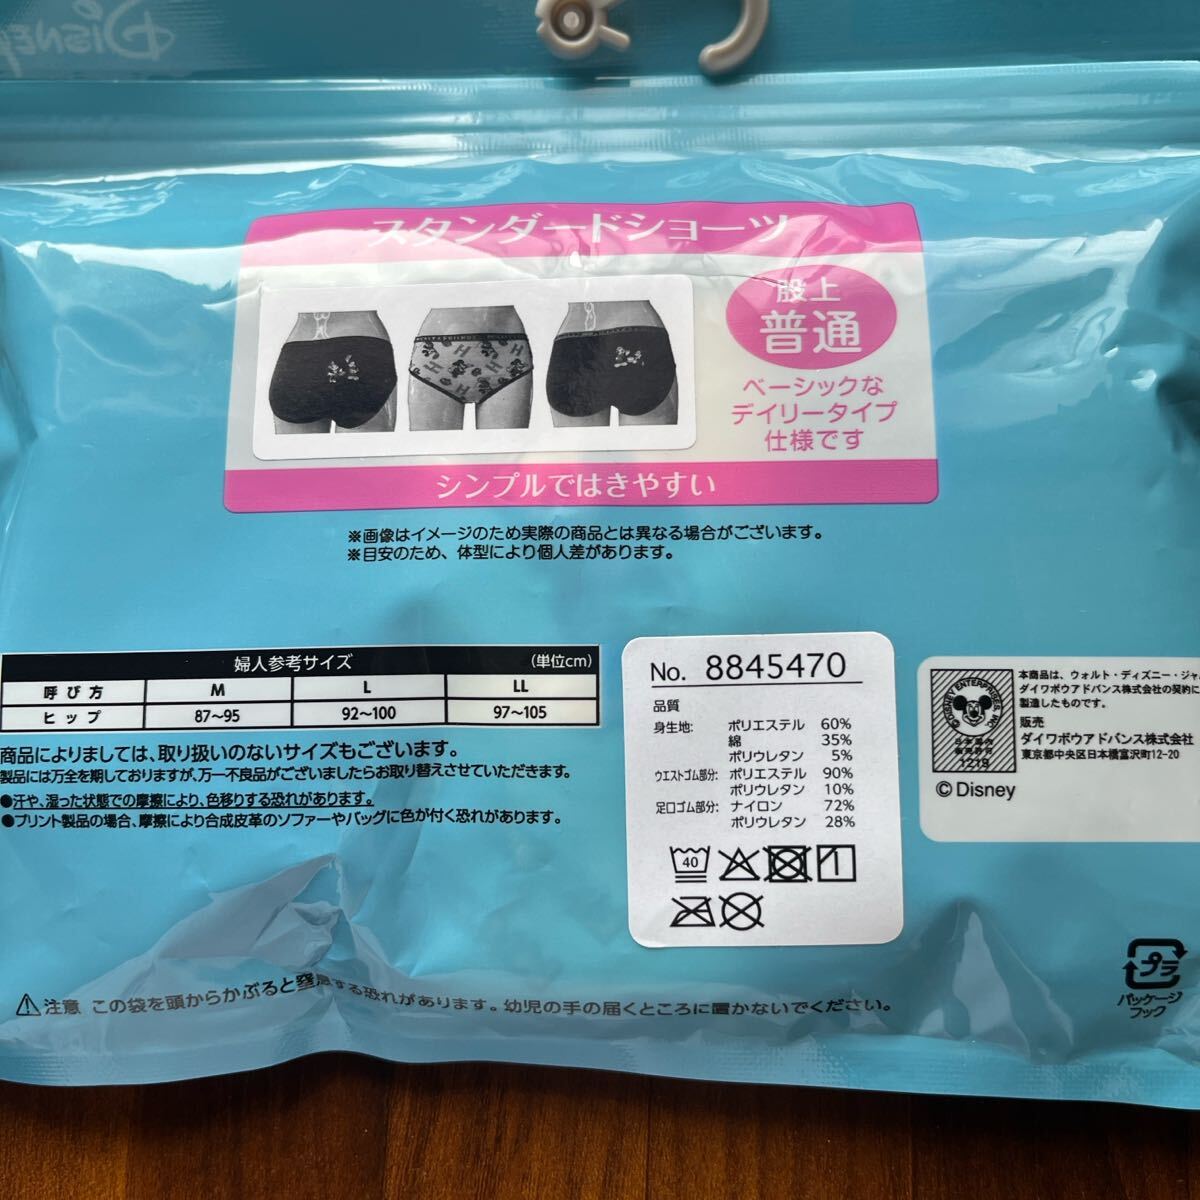 DISNEY
スタンダードショーツ
股上
普通
ベーシックな
デイリータイプ
仕様です
シンプルではきやすい
※画像はイメージのため実際の商品とは異なる場合がございます。
※目安のため、体型により個人差があります。
婦人参考サイズ (単位cm)
呼び方 M L LL
ヒップ 87〜95 92〜100 97〜105
商品によりましては、取り扱いのないサイズもございます。
製品には万全を期しておりますが、万一不良品がございましたらお取り替えさせていただきます。
●汗や、湿った状態での摩擦により、色移りする恐れがあります。
●プリント製品の場合、摩擦により合成皮革のソファーやバッグに色が付く恐れがあります。
No. 8845470
品質
身生地: ポリエステル 60%
綿 35%
ポリウレタン 5%
ウエストゴム部分: ポリエステル 90%
ポリウレタン 10%
足口ゴム部分: ナイロン 72%
ポリウレタン 28%
40
本商品は、ウォルト・ディズニー・ジャ
ダイワボウアドバンス株式会社の契約に
製造したものです。
販売
ダイワボウアドバンス株式会社
東京都中央区日本橋富沢町12-20
1219
©Disney
プラ
パッケージ
フック
⚠注意 この袋を頭からかぶると窒息する恐れがあります。幼児の手の届くところに置かないでください。